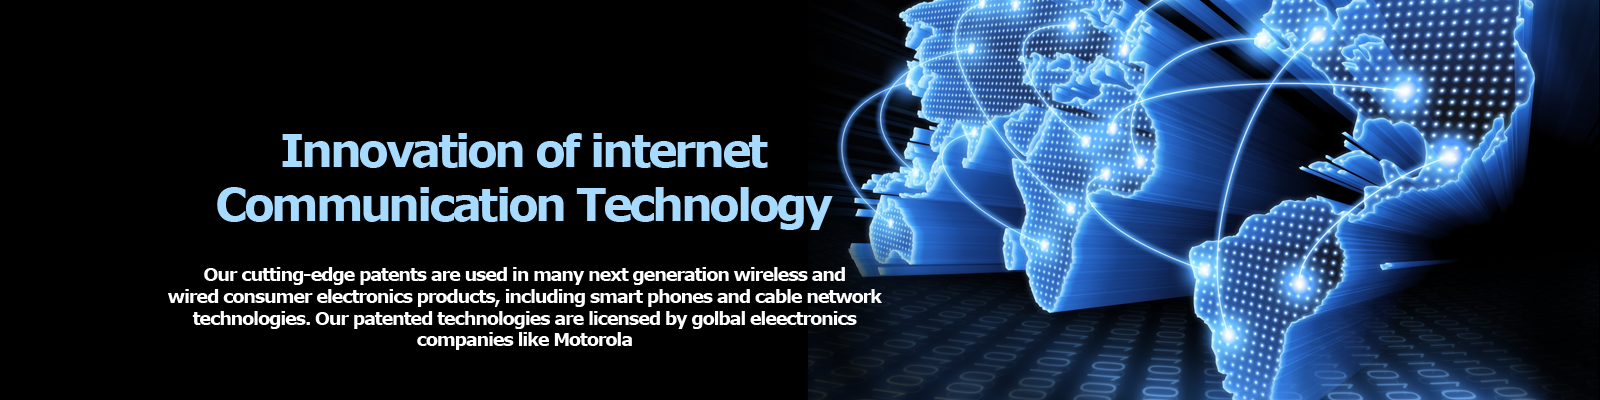 Innovation of internet
Communication Technology
Our cutting-edge patents are used in many next generation wireless and
wired consumer electronics products, including smart phones and cable network
technologies. Our patented technologies are licensed by golbal eleectronics
companies like Motorola